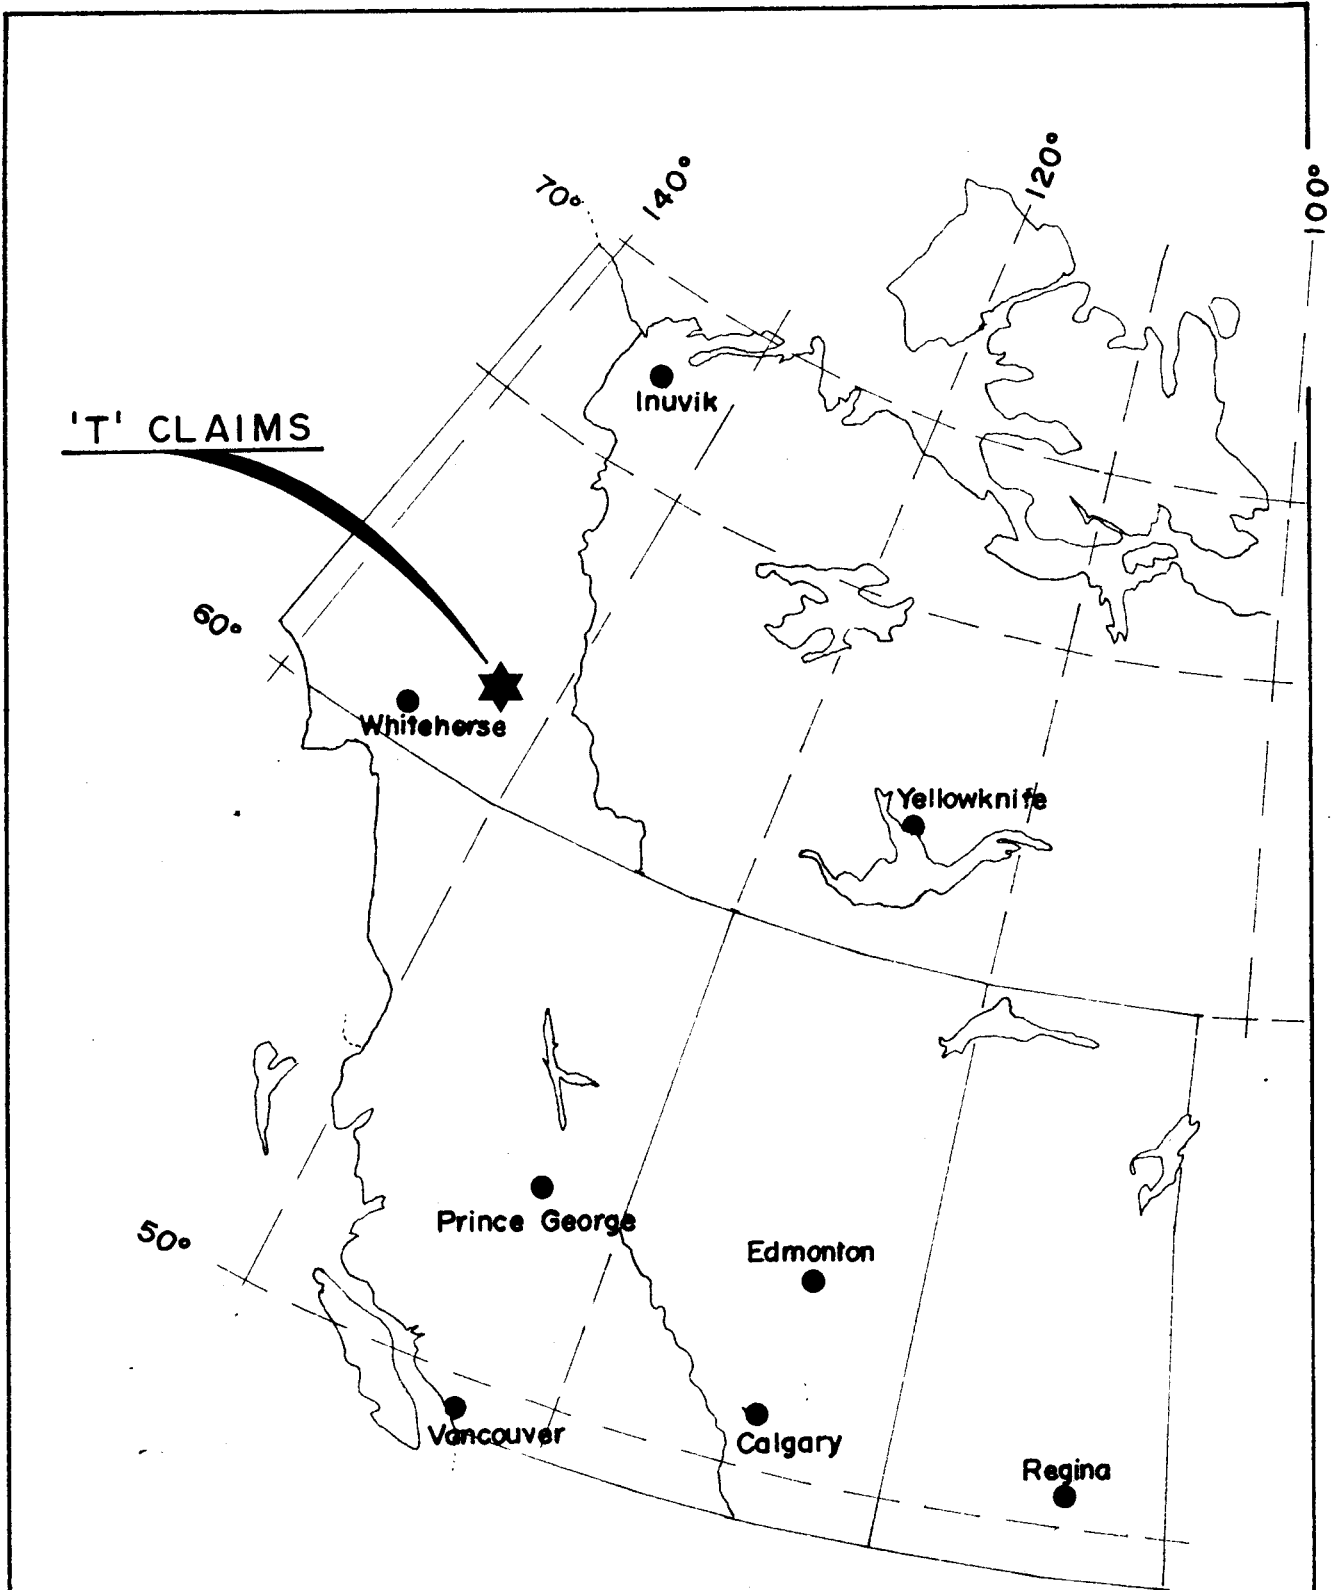 70°
140°
120°
100°
Inuvik
'T' CLAIMS
60°
Whitehorse
Yellowknife
Prince George
50°
Edmonton
Vancouver
Calgary
Regina